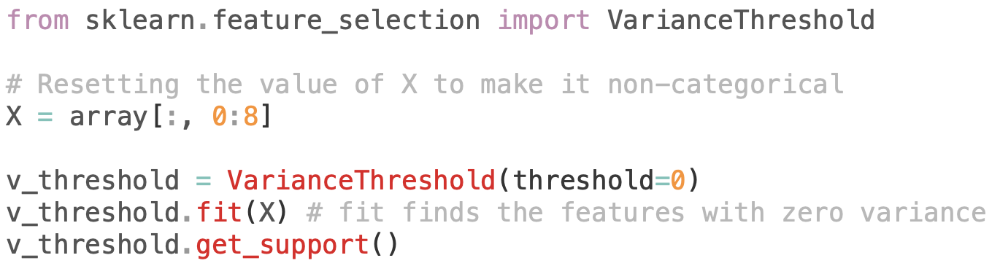 from sklearn.feature_selection import VarianceThreshold
# Resetting the value of X to make it non-categorical
X = array[:, 0:8]
v_threshold = VarianceThreshold(threshold=0)
v_threshold.fit(X) # fit finds the features with zero variance
v_threshold.get_support()